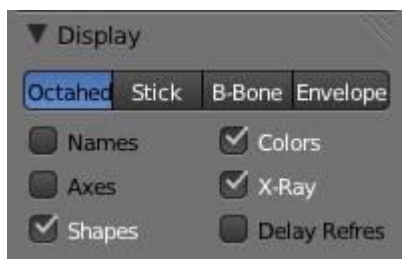 Display
Octahed Stick B-Bone Envelope
Names Colors
Axes X-Ray
Shapes Delay Refres